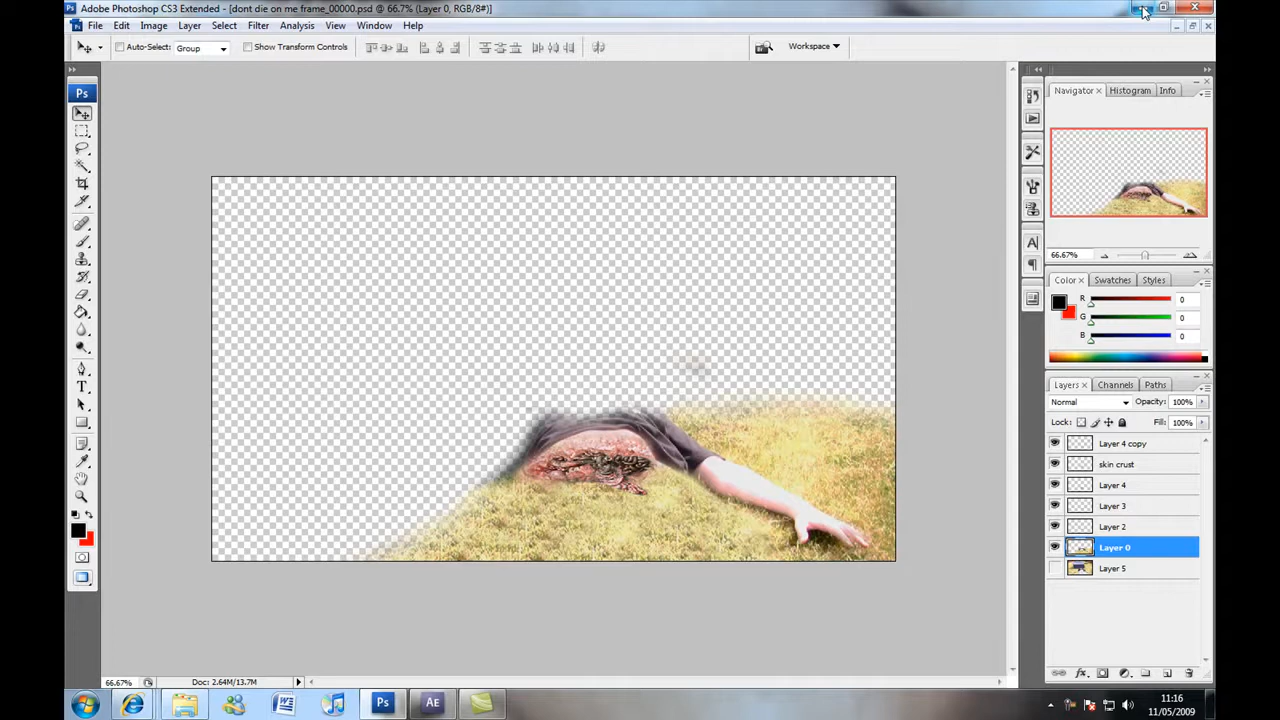 Ps Adobe Photoshop CS3 Extended - [dont die on me frame_00000.psd @ 66.7% (Layer 0, RGB/8#)]
Ps File Edit Image Layer Select Filter Analysis View Window Help
Auto-Select: Group Show Transform Controls Workspace
Ps
Navigator Histogram Info
66.67%
Color Swatches Styles
R 0
G 0
B 0
Layers Channels Paths
Normal Opacity: 100%
Lock: Fill: 100%
Layer 4 copy
skin crust
Layer 4
Layer 3
Layer 2
Layer 0
Layer 5
T
A
66.67% Doc: 2.64M/13.7M
Ps AE
11:16
11/05/2009